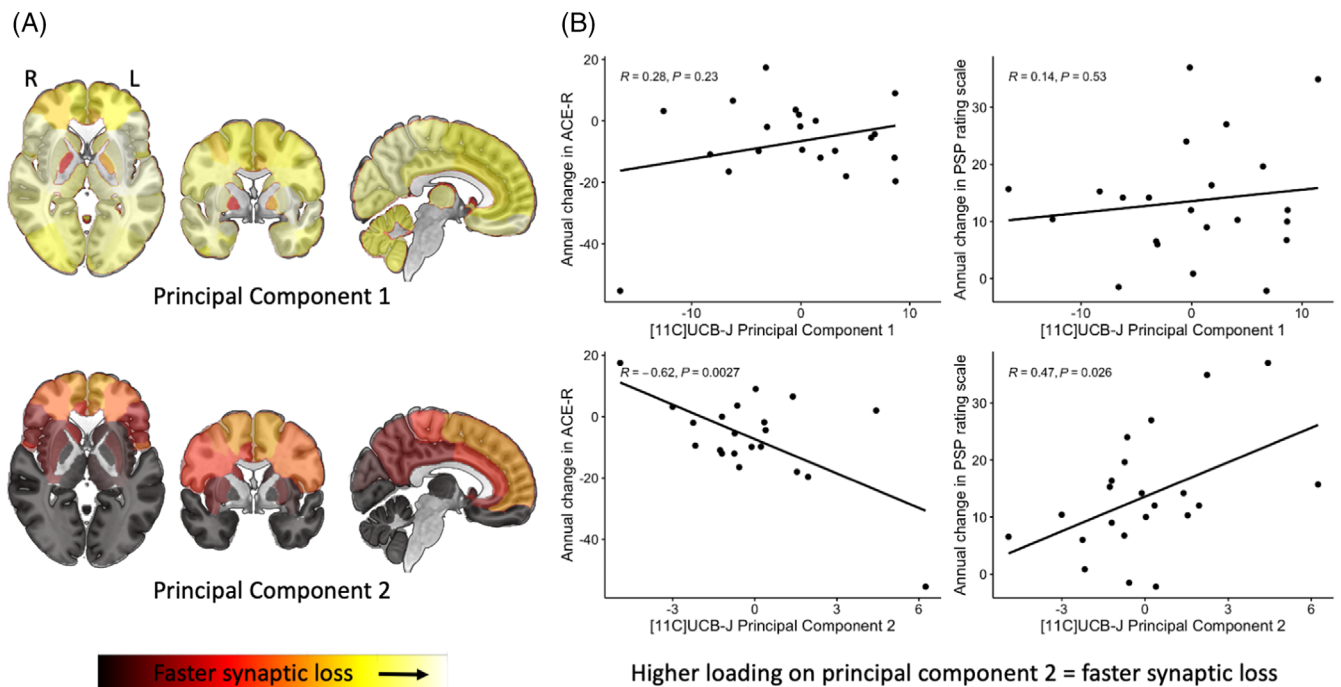 (A)
R L
Principal Component 1
Principal Component 2
Faster synaptic loss
(B)
20
0
-20
-40
Annual change in ACE-R
R = 0.28, P = 0.23
-10 0 10
[11C]UCB-J Principal Component 1
30
20
10
0
Annual change in PSP rating scale
R = 0.14, P = 0.53
-10 0 10
[11C]UCB-J Principal Component 1
20
0
-20
-40
Annual change in ACE-R
R = −0.62, P = 0.0027
-3 0 3 6
[11C]UCB-J Principal Component 2
30
20
10
0
Annual change in PSP rating scale
R = 0.47, P = 0.026
-3 0 3 6
[11C]UCB-J Principal Component 2
Higher loading on principal component 2 = faster synaptic loss